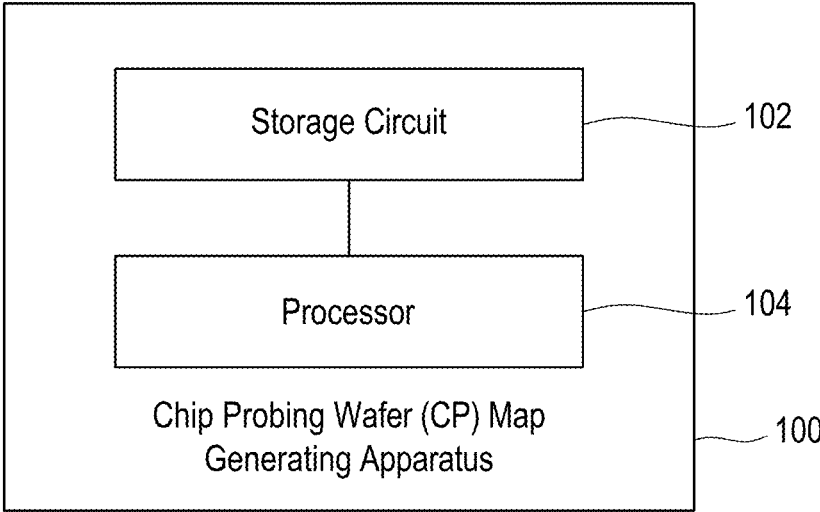 Storage Circuit
102
Processor
104
Chip Probing Wafer (CP) Map
Generating Apparatus
100